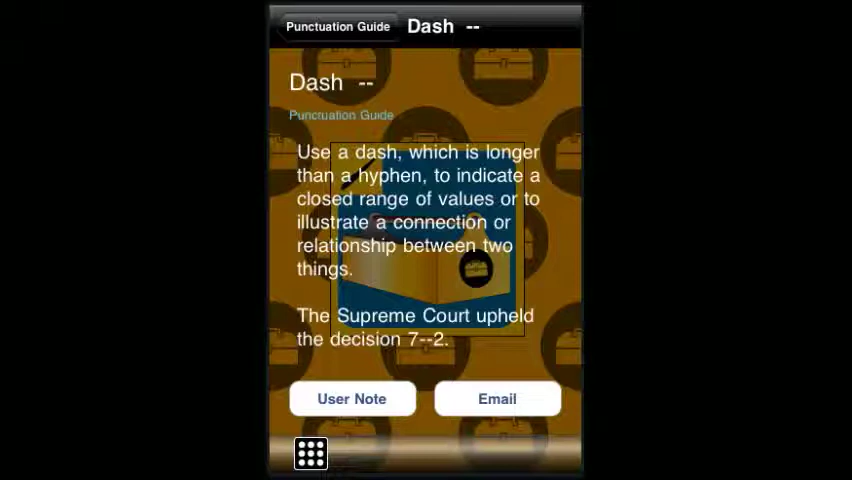 Punctuation Guide
Dash --
Dash --
Punctuation Guide
Use a dash, which is longer
than a hyphen, to indicate a
closed range of values or to
illustrate a connection or
relationship between two
things.
The Supreme Court upheld
the decision 7--2.
User Note
Email